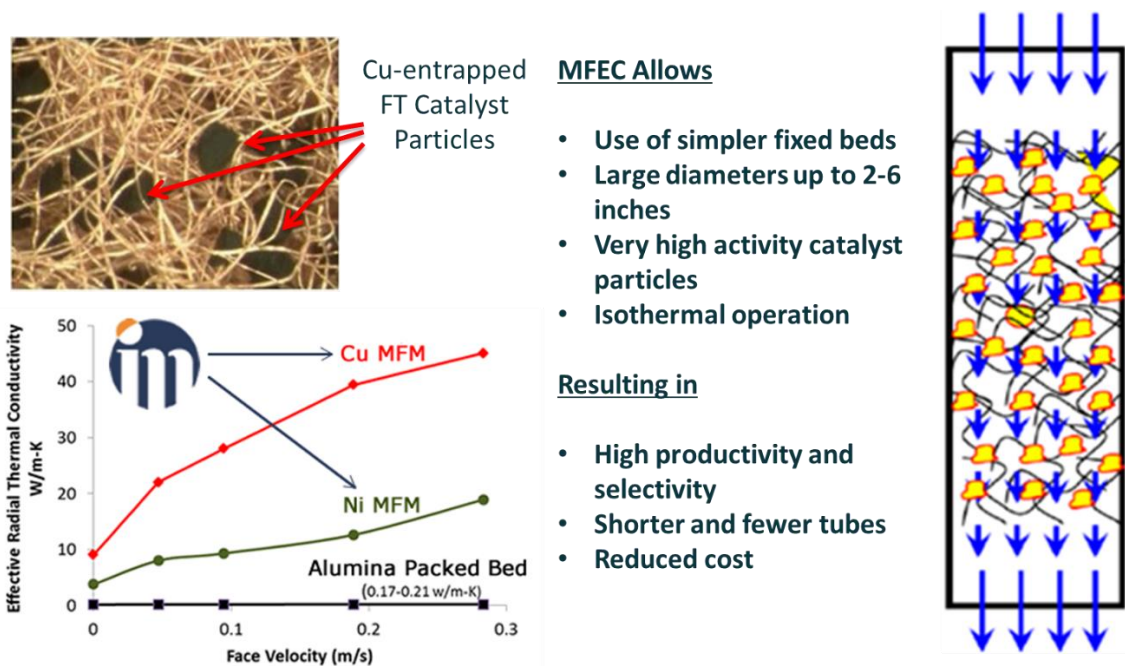 Cu-entrapped
FT Catalyst
Particles
MFEC Allows
• Use of simpler fixed beds
• Large diameters up to 2-6
inches
• Very high activity catalyst
particles
• Isothermal operation
Resulting in
• High productivity and
selectivity
• Shorter and fewer tubes
• Reduced cost
Effective Radial Thermal Conductivity
W/m-K
50
40
30
20
10
0
im
Cu MFM
Ni MFM
Alumina Packed Bed
(0.17-0.21 w/m-K)
0
0.1
0.2
0.3
Face Velocity (m/s)